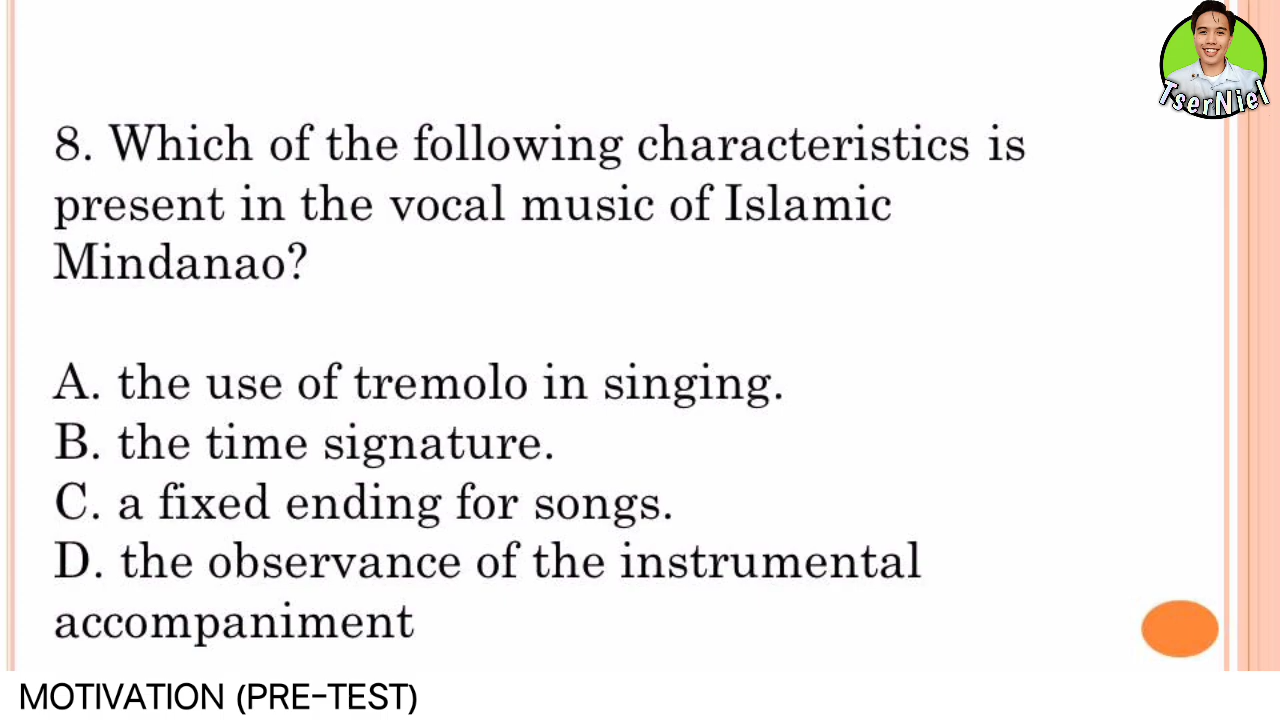 TserNiel
8. Which of the following characteristics is
present in the vocal music of Islamic
Mindanao?
A. the use of tremolo in singing.
B. the time signature.
C. a fixed ending for songs.
D. the observance of the instrumental
accompaniment
MOTIVATION (PRE-TEST)